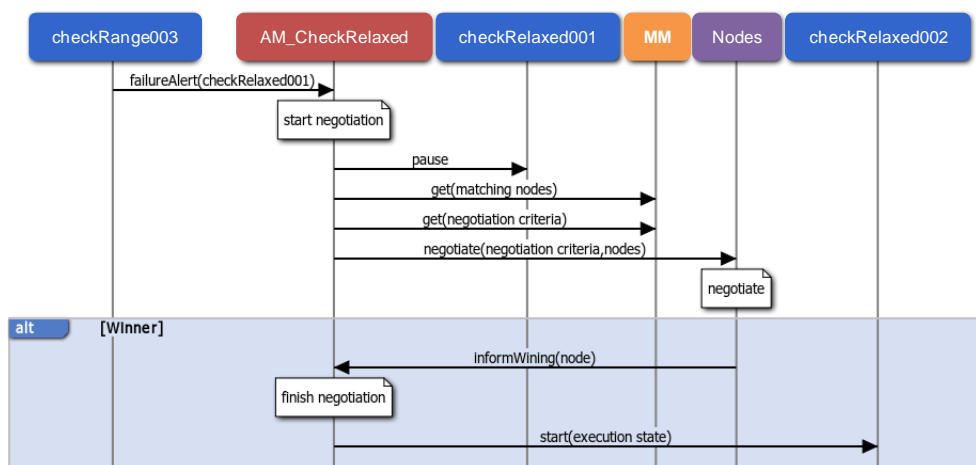 checkRange003
AM_CheckRelaxed
checkRelaxed001
MM
Nodes
checkRelaxed002
failureAlert(checkRelaxed001)
start negotiation
pause
get(matching nodes)
get(negotiation criteria)
negotiate(negotiation criteria,nodes)
negotiate
alt [Winner]
informWining(node)
finish negotiation
start(execution state)